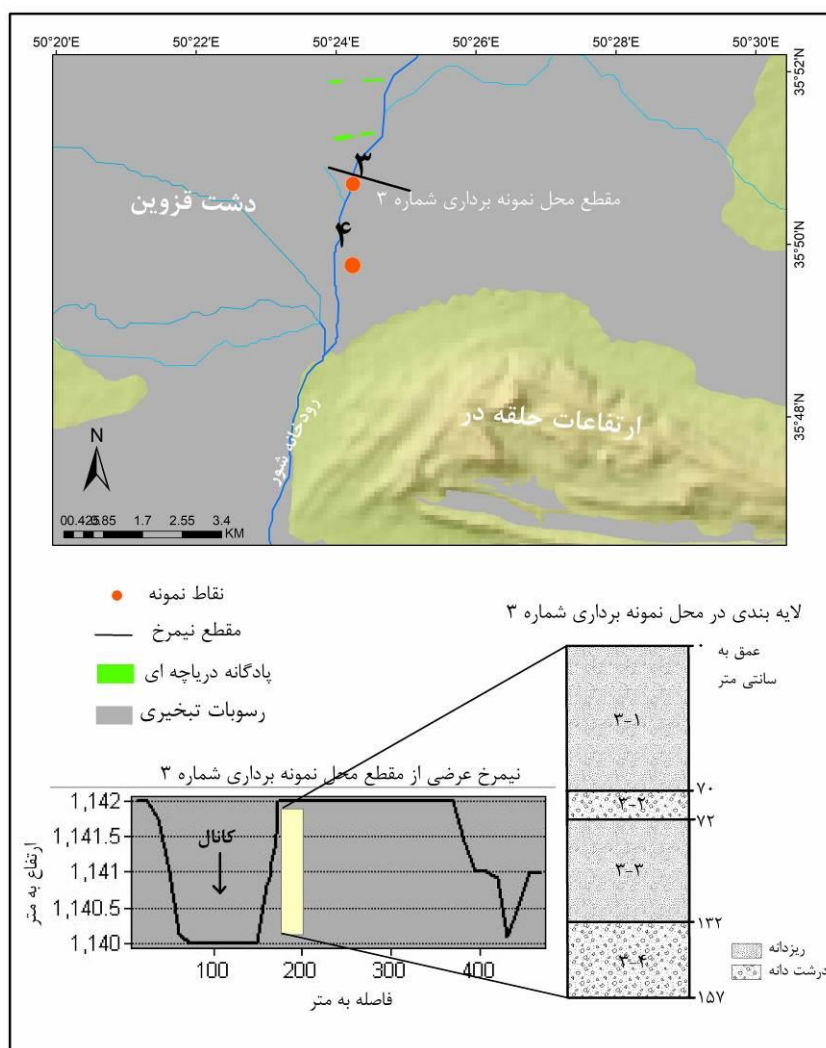 50°20'E 50°22'E 50°24'E 50°26'E 50°28'E 50°30'E
35°52'N
35°50'N
35°48'N
۳
مقطع محل نمونه برداری شماره ۳
دشت قزوین
۴
ارتفاعات حلقه در
رودخانه شور
N
00.425 0.85 1.7 2.55 3.4
KM
نقاط نمونه
مقطع نیمرخ
پادگانه دریاچه ای
رسوبات تبخیری
لایه بندی در محل نمونه برداری شماره ۳
عمق به
سانتی متر
۰
۳-۱
۷۰
۳-۲
۷۲
۳-۳
۱۳۲
۳-۴
۱۵۷
ریزدانه
درشت دانه
نیمرخ عرضی از مقطع محل نمونه برداری شماره ۳
ارتفاع به متر
1,142
1,141.5
1,141
1,140.5
1,140
کانال
100 200 300 400
فاصله به متر